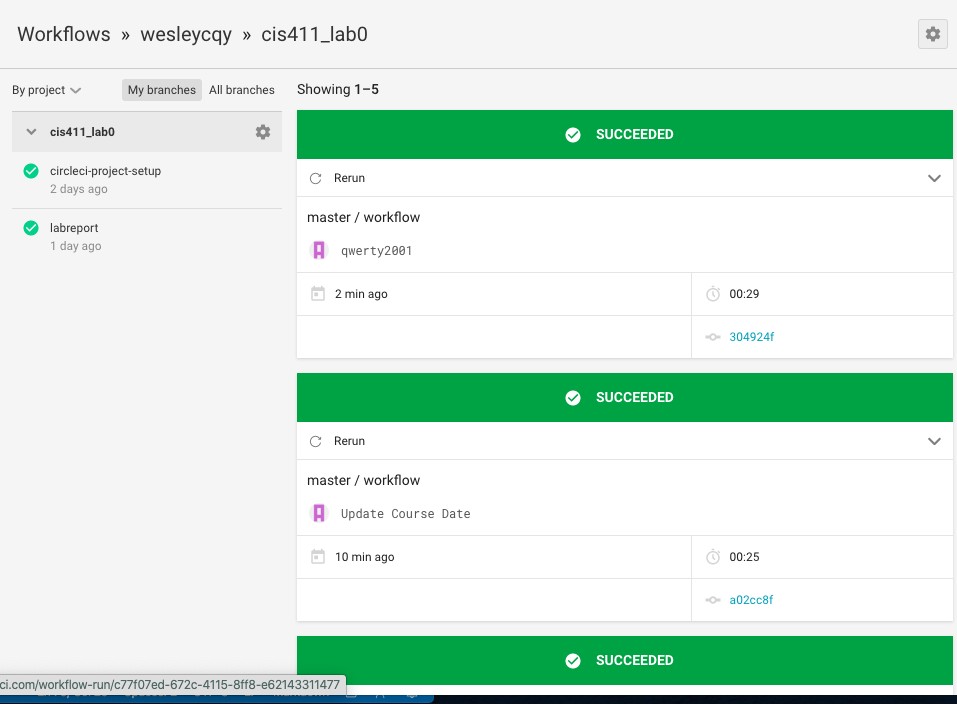 Workflows » wesleycqy » cis411_lab0
By project My branches All branches Showing 1–5
cis411_lab0
circleci-project-setup
2 days ago
labreport
1 day ago
SUCCEEDED
Rerun
master / workflow
qwerty2001
2 min ago 00:29
304924f
SUCCEEDED
Rerun
master / workflow
Update Course Date
10 min ago 00:25
a02cc8f
SUCCEEDED
ci.com/workflow-run/c77f07ed-672c-4115-8ff8-e62143311477